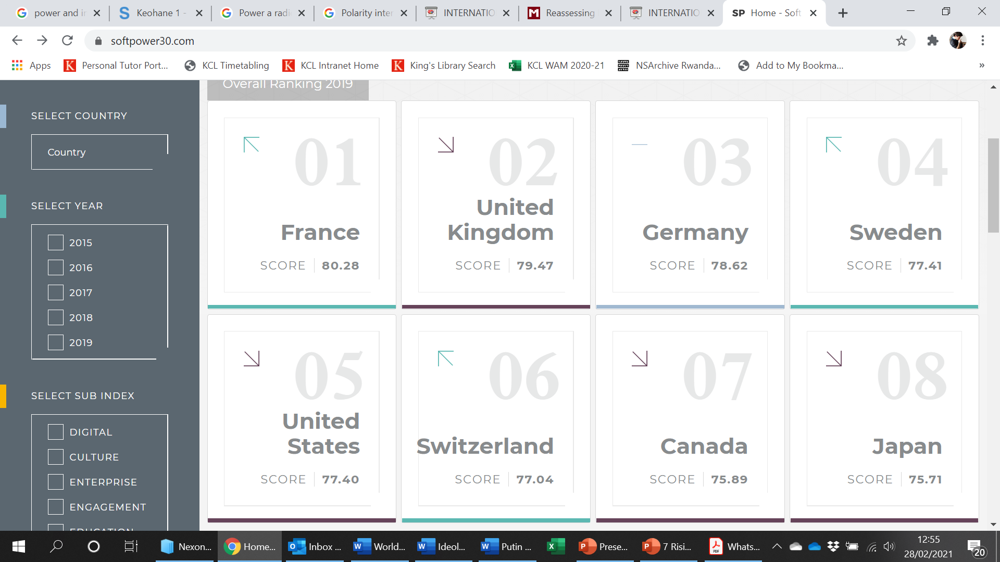 power and in
Keohane 1 -
Power a radi
Polarity inter
INTERNATIO
Reassessing
INTERNATIO
SP Home - Soft
softpower30.com
Apps
Personal Tutor Port...
KCL Timetabling
KCL Intranet Home
King's Library Search
KCL WAM 2020-21
NSArchive Rwanda...
Add to My Bookma...
»
Overall Ranking 2019
SELECT COUNTRY
Country
SELECT YEAR
2015
2016
2017
2018
2019
SELECT SUB INDEX
DIGITAL
CULTURE
ENTERPRISE
ENGAGEMENT
EDUCATION
01
France
SCORE 80.28
02
United
Kingdom
SCORE 79.47
03
Germany
SCORE 78.62
04
Sweden
SCORE 77.41
05
United
States
SCORE 77.40
06
Switzerland
SCORE 77.04
07
Canada
SCORE 75.89
08
Japan
SCORE 75.71
Nexon...
Home...
Inbox ...
World...
Ideol...
Putin ...
Prese...
7 Risi...
Whats...
12:55
28/02/2021
20